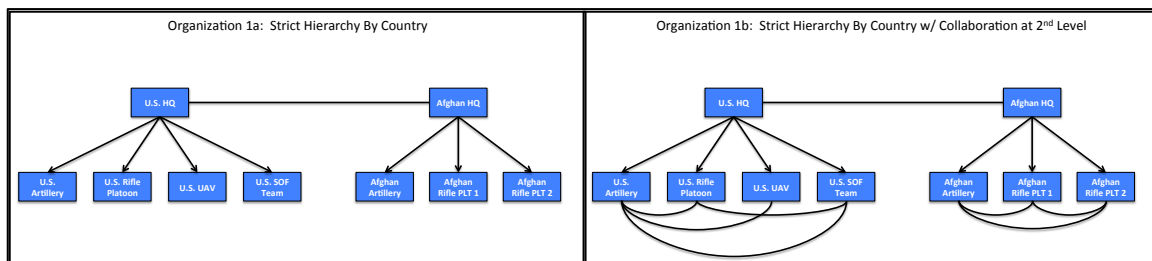 Organization 1a:  Strict Hierarchy By Country
U.S. HQ
Afghan HQ
U.S.
Artillery
U.S. Rifle
Platoon
U.S. UAV
U.S. SOF
Team
Afghan
Artillery
Afghan
Rifle PLT 1
Afghan
Rifle PLT 2
Organization 1b:  Strict Hierarchy By Country w/ Collaboration at 2nd Level
U.S. HQ
Afghan HQ
U.S.
Artillery
U.S. Rifle
Platoon
U.S. UAV
U.S. SOF
Team
Afghan
Artillery
Afghan
Rifle PLT 1
Afghan
Rifle PLT 2